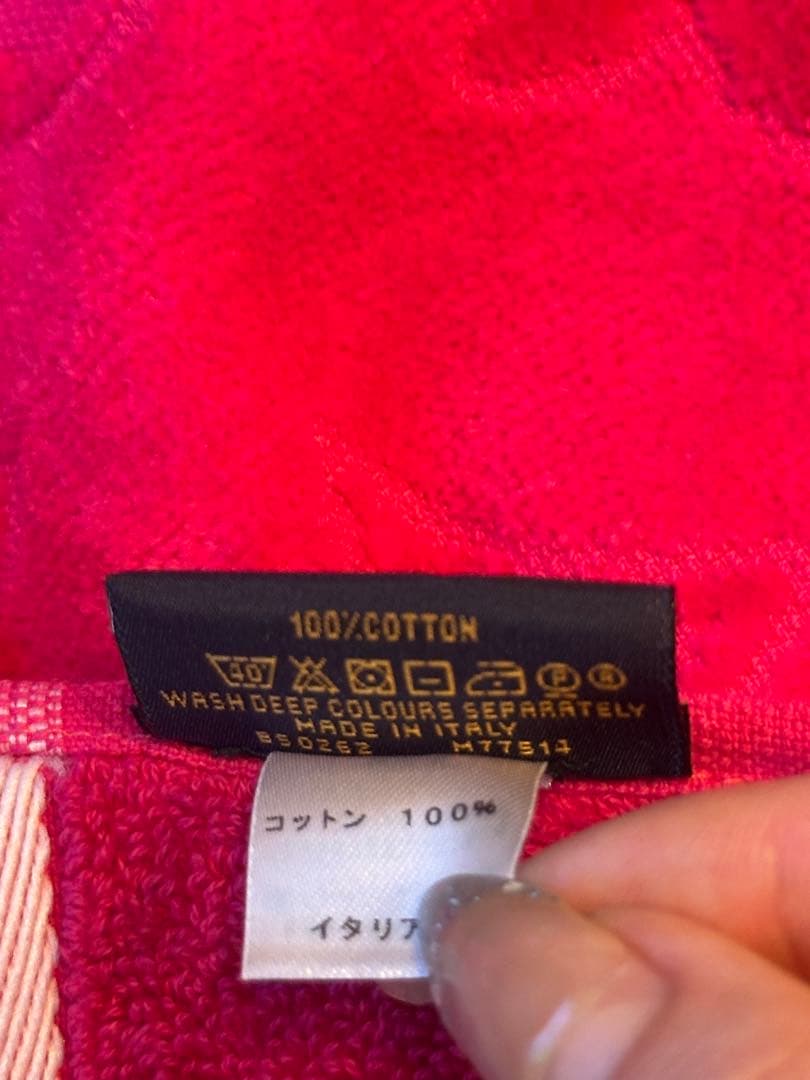 100%COTTON
40 P
WASH DEEP COLOURS SEPARATELY
MADE IN ITALY
BS0262 M77514
コットン 100%
イタリア